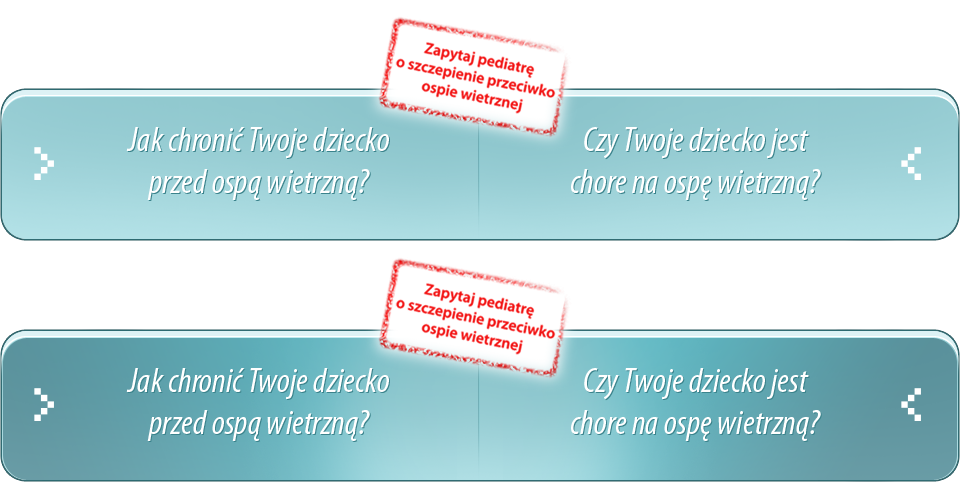 Zapytaj pediatrę
o szczepienie przeciwko
ospie wietrznej
Jak chronić Twoje dziecko
przed ospą wietrzną?
Czy Twoje dziecko jest
chore na ospę wietrzną?
Zapytaj pediatrę
o szczepienie przeciwko
ospie wietrznej
Jak chronić Twoje dziecko
przed ospą wietrzną?
Czy Twoje dziecko jest
chore na ospę wietrzną?